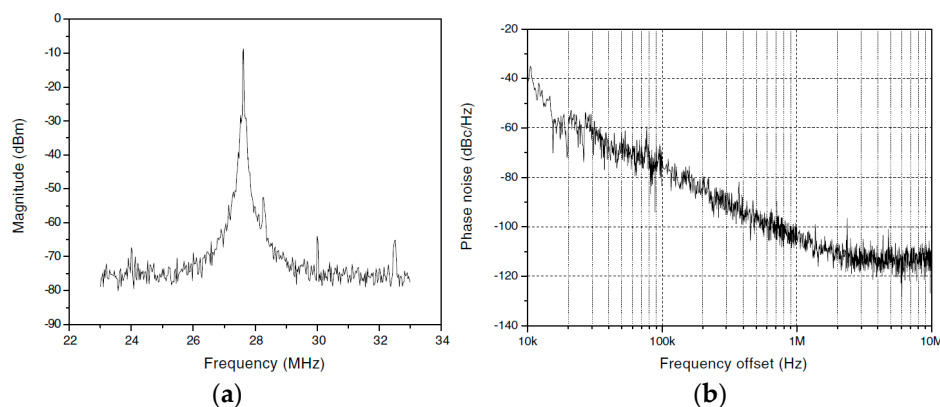 0
-10
-20
-30
-40
-50
-60
-70
-80
-90
22
24
26
28
30
32
34
Magnitude (dBm)
Frequency (MHz)
(a)
-20
-40
-60
-80
-100
-120
-140
10k
100k
1M
10M
Phase noise (dBc/Hz)
Frequency offset (Hz)
(b)